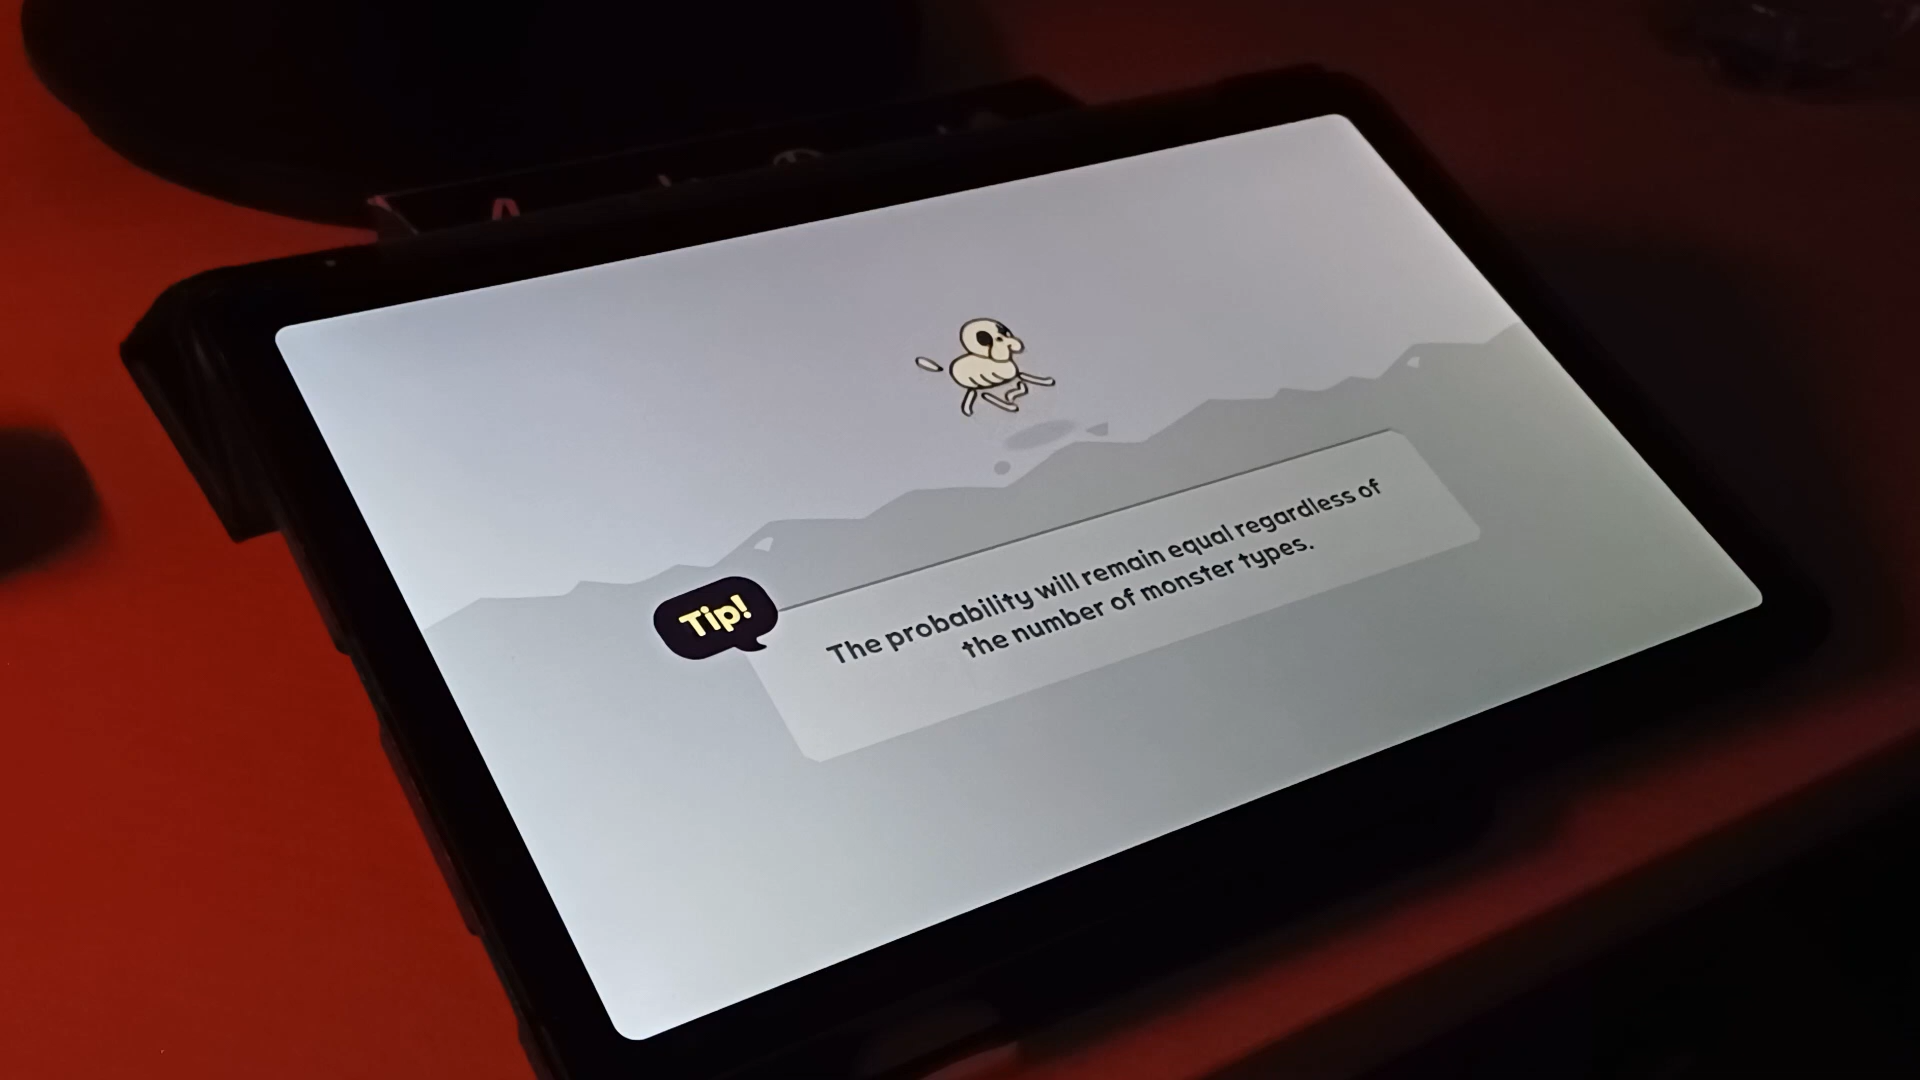 Tip!
The probability will remain equal regardless of
the number of monster types.